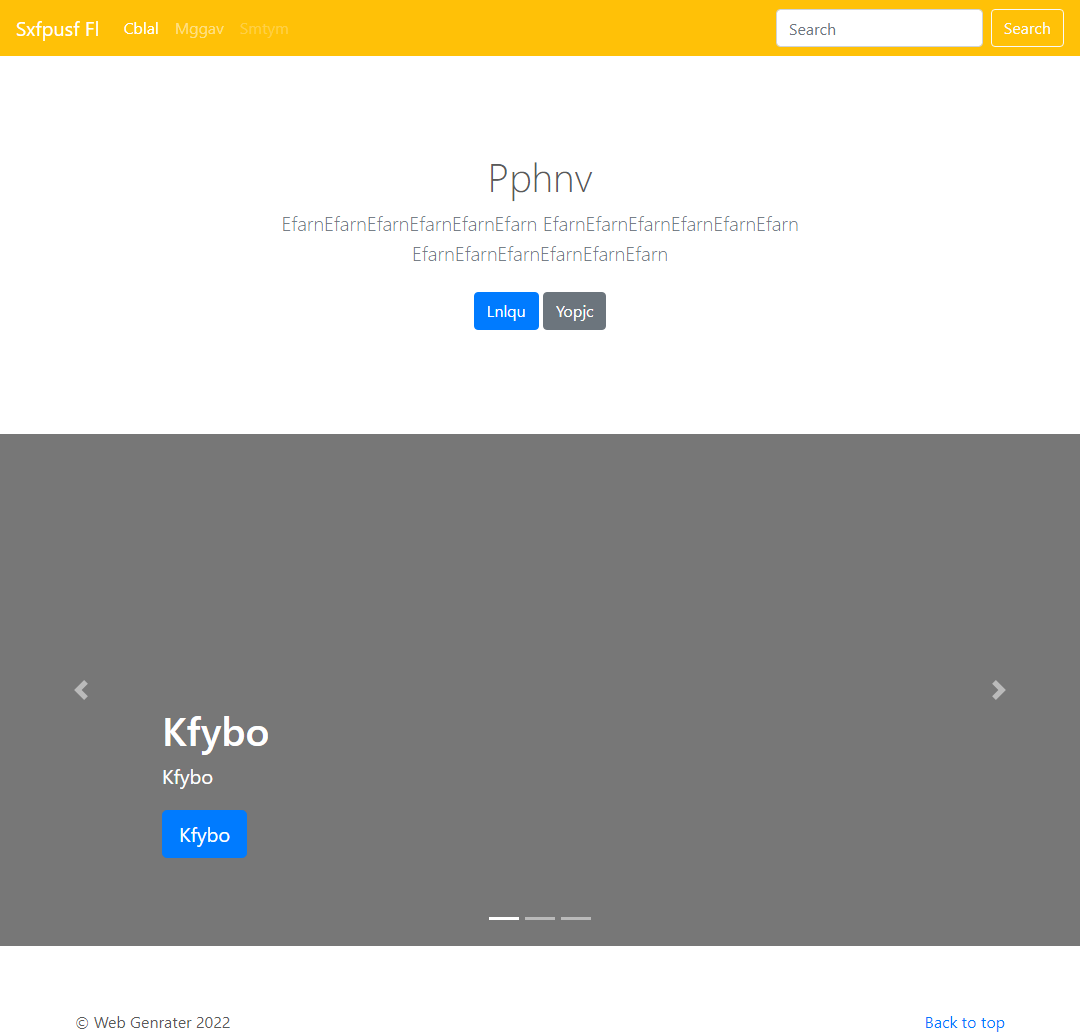 Sxfpusf Fl Cblal Mggav Smtym Search Search
Pphnv
EfarnEfarnEfarnEfarnEfarnEfarn EfarnEfarnEfarnEfarnEfarnEfarn
EfarnEfarnEfarnEfarnEfarnEfarn
Lnlqu Yopjc
Kfybo
Kfybo
Kfybo
© Web Genrater 2022 Back to top